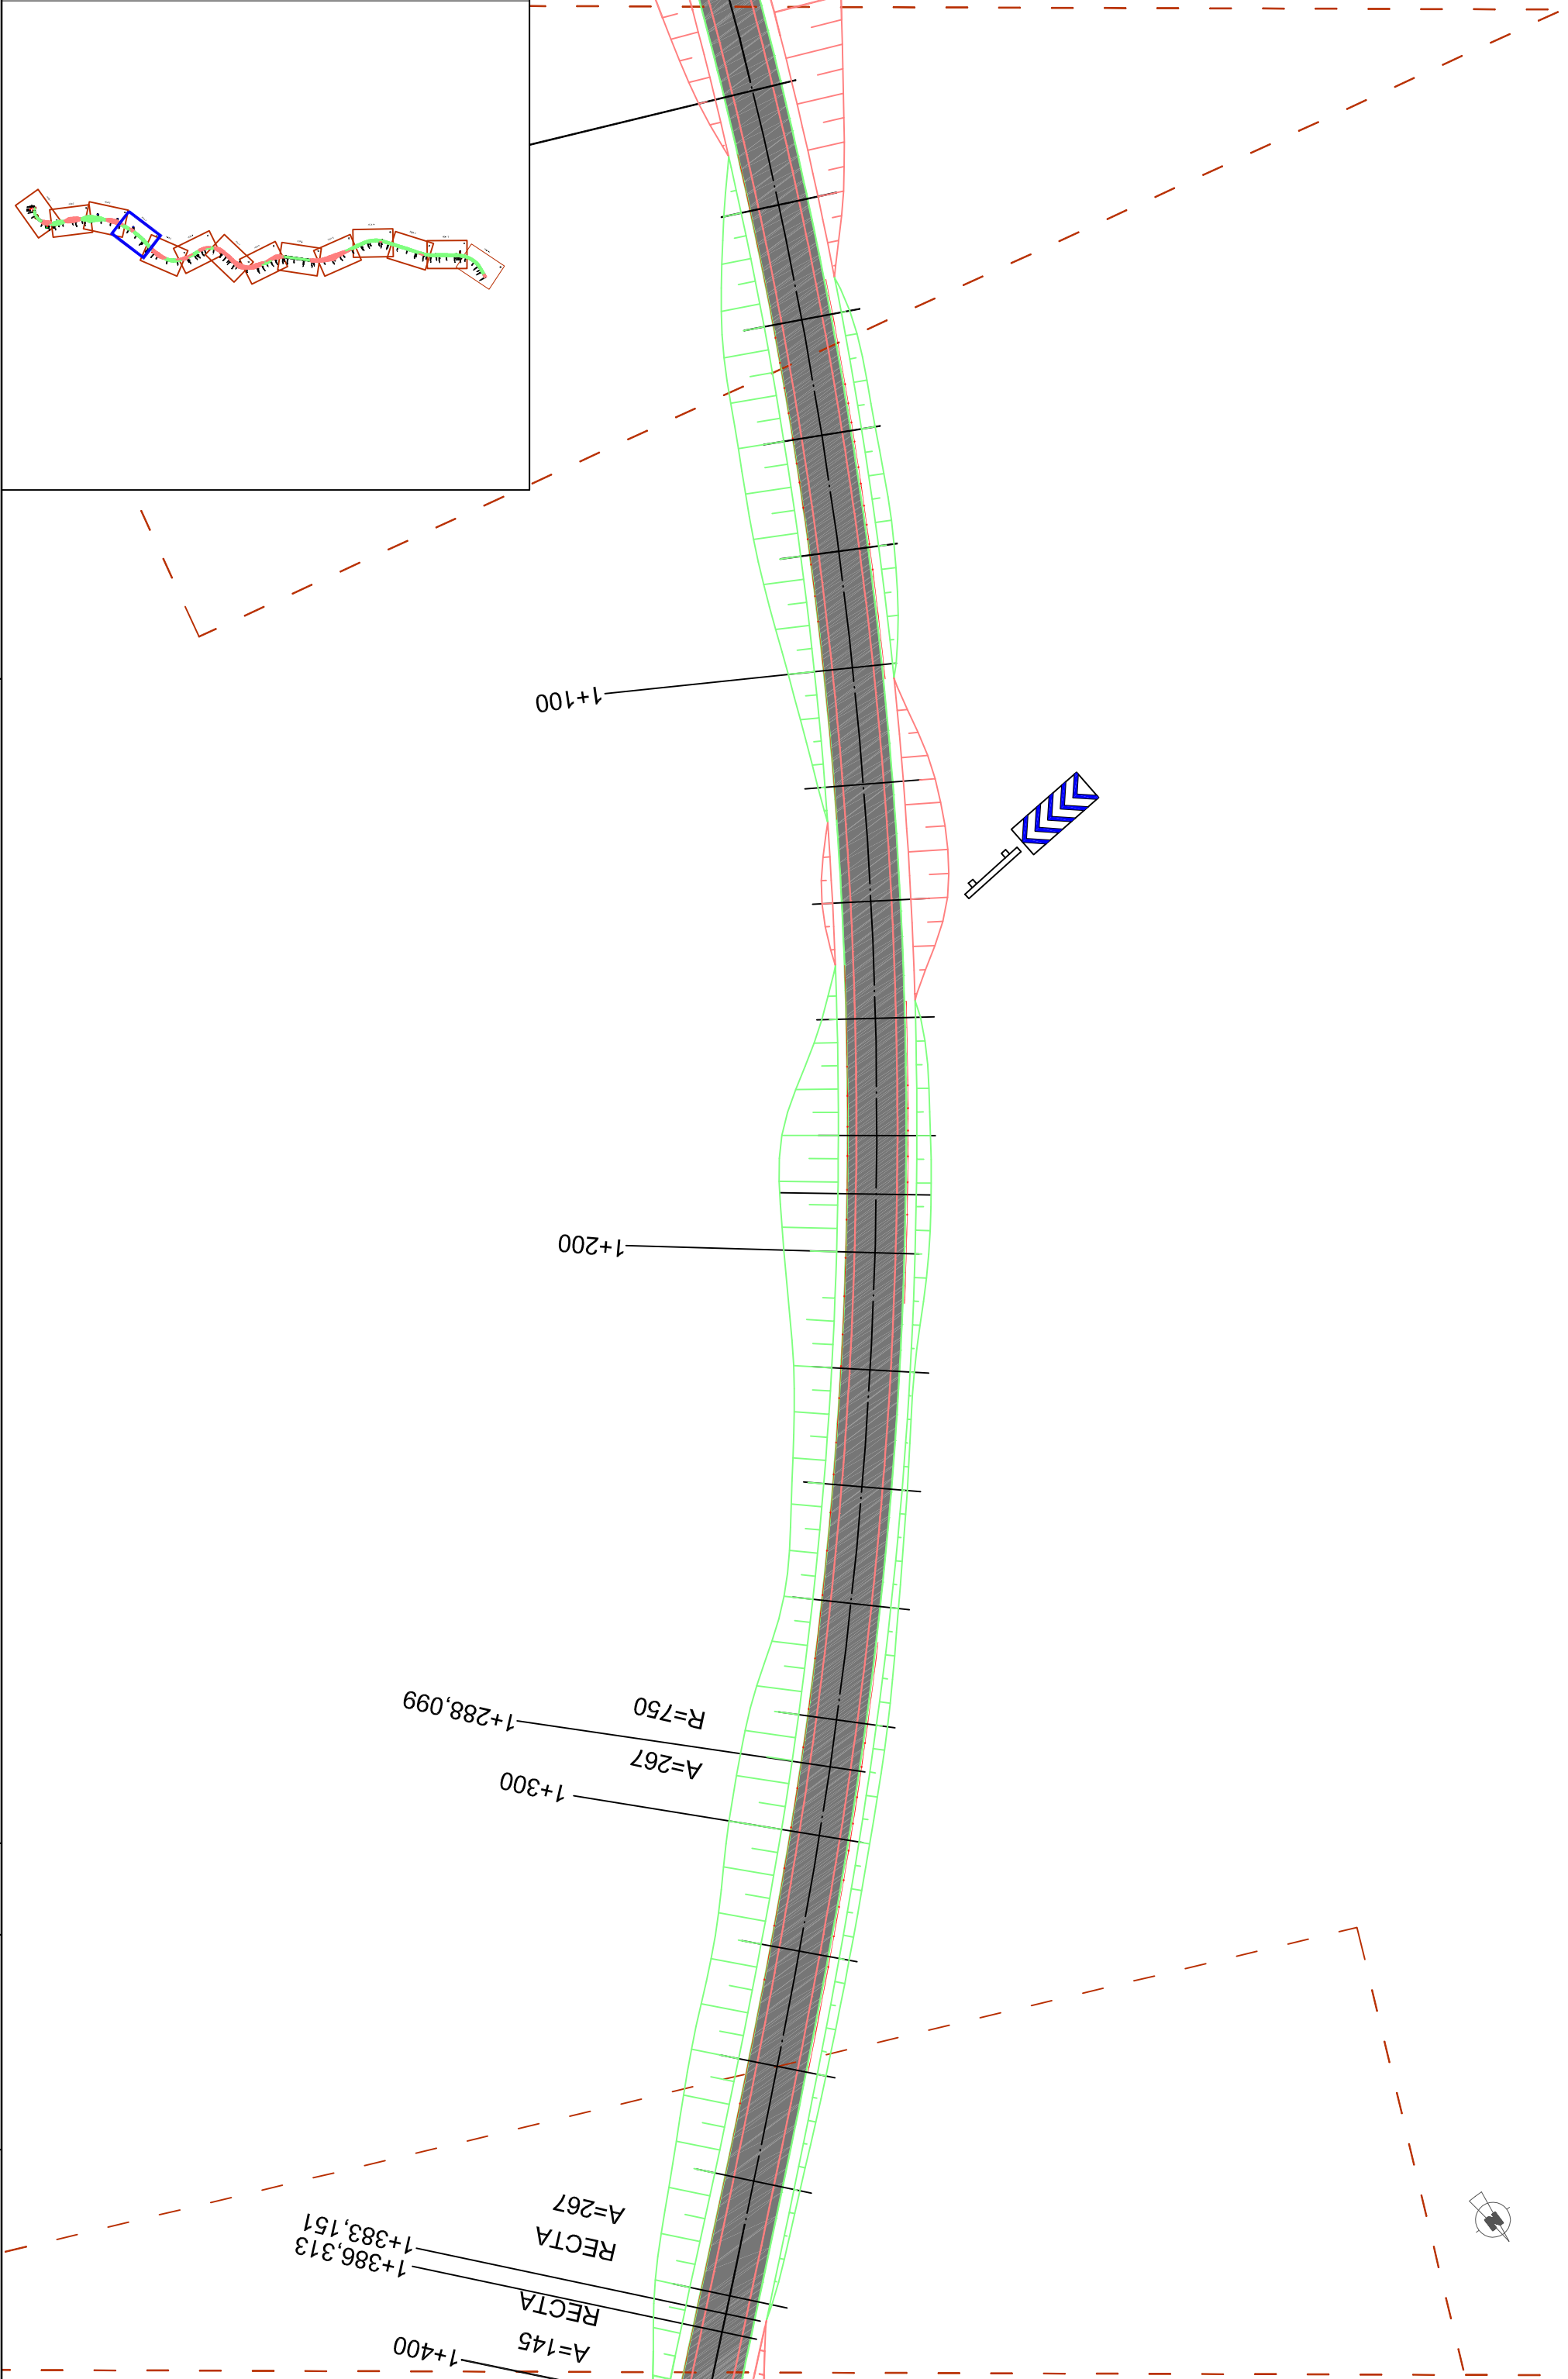 1+100
1+200
R=750
1+288,099
A=267
1+300
A=267
RECTA
1+383,151
1+386,313
RECTA
A=145
1+400